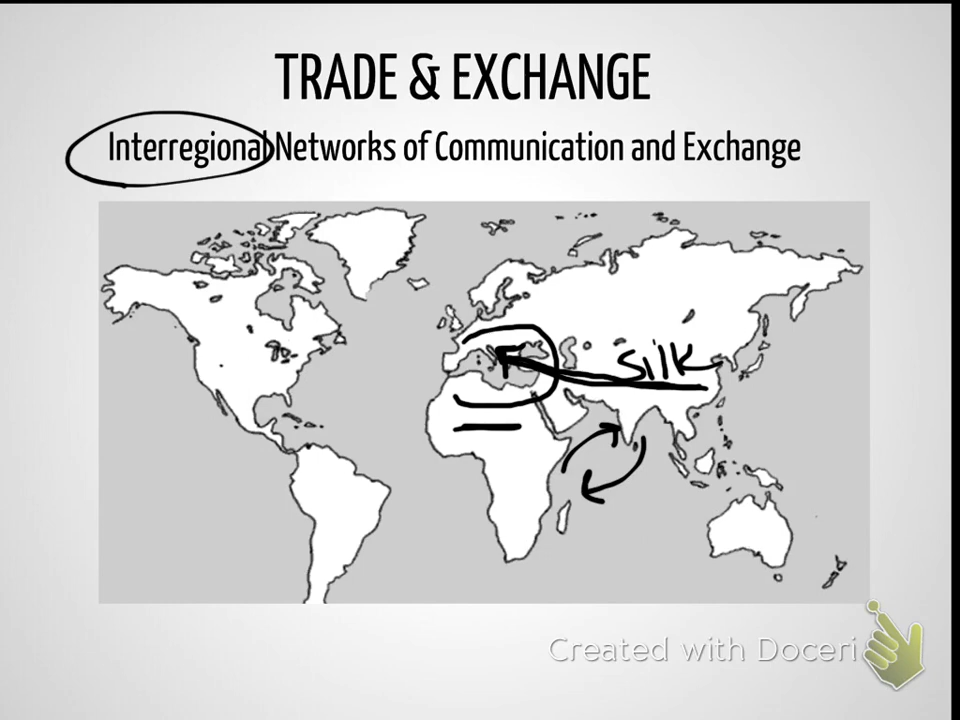 TRADE & EXCHANGE
Interregional Networks of Communication and Exchange
Silk
Created with Doceri